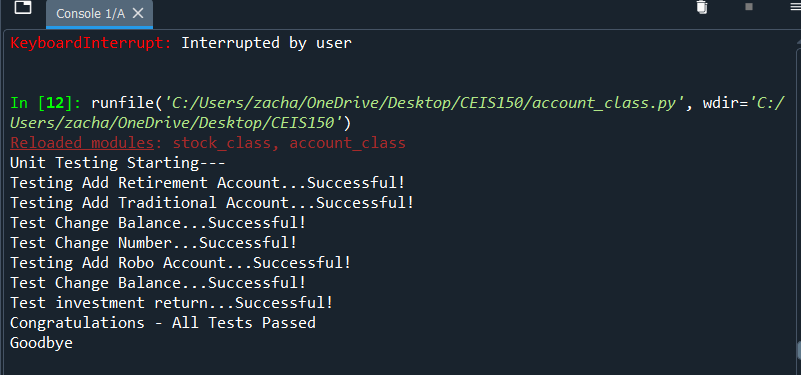 Console 1/A
KeyboardInterrupt: Interrupted by user
In [12]: runfile('C:/Users/zacha/OneDrive/Desktop/CEIS150/account_class.py', wdir='C:/
Users/zacha/OneDrive/Desktop/CEIS150')
Reloaded modules: stock_class, account_class
Unit Testing Starting---
Testing Add Retirement Account...Successful!
Testing Add Traditional Account...Successful!
Test Change Balance...Successful!
Test Change Number...Successful!
Testing Add Robo Account...Successful!
Test Change Balance...Successful!
Test investment return...Successful!
Congratulations - All Tests Passed
Goodbye